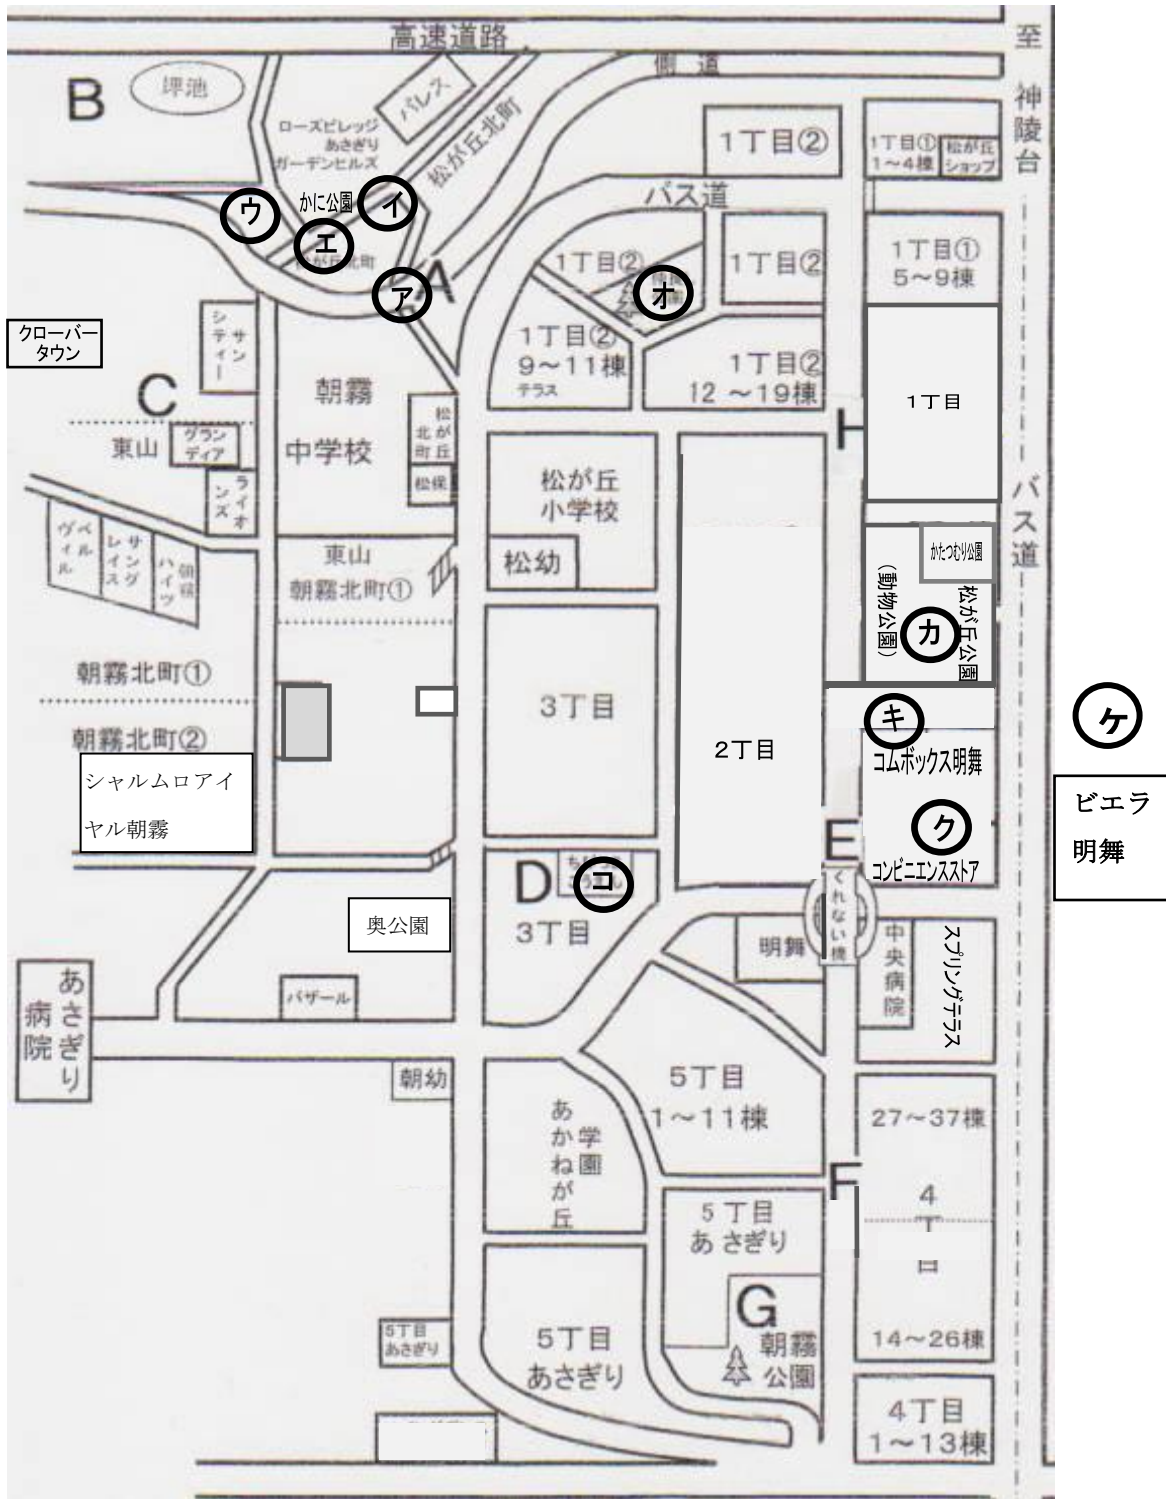 高速道路
側道
至神陵台
B
坪池
パレス
松が丘北町
ローズビレッジ
あさぎり
ガーデンヒルズ
1丁目②
1丁目①
1～4棟
松が丘
ショップ
かに公園
イ
ウ
エ
バス道
ア
A
1丁目②
オ
1丁目②
1丁目①
5～9棟
クローバー
タウン
サン
シティー
C
朝霧
中学校
1丁目②
9～11棟
テラス
1丁目②
12～19棟
1丁目
H
東山
グラン
ディア
松が丘
北町
松保
ライオ
ンズ
松が丘
小学校
松幼
バス道
ベル
ヴィル
サング
レイス
朝霧
ハイツ
東山
朝霧北町①
かたつむり公園
(動物公園)
カ
松が丘公園
朝霧北町①
朝霧北町②
3丁目
2丁目
キ
コムボックス明舞
ケ
ビエラ
明舞
シャルムロアイ
ヤル朝霧
ク
コンビニエンスストア
E
D
コ
3丁目
くれない橋
奥公園
明舞
中央病院
スプリングテラス
バザール
あさぎり
病院
朝幼
5丁目
1～11棟
27～37棟
学園
あかねが丘
F
4丁目
5丁目
あさぎり
G
朝霧
公園
14～26棟
5丁目
あさぎり
5丁目
あさぎり
4丁目
1～13棟